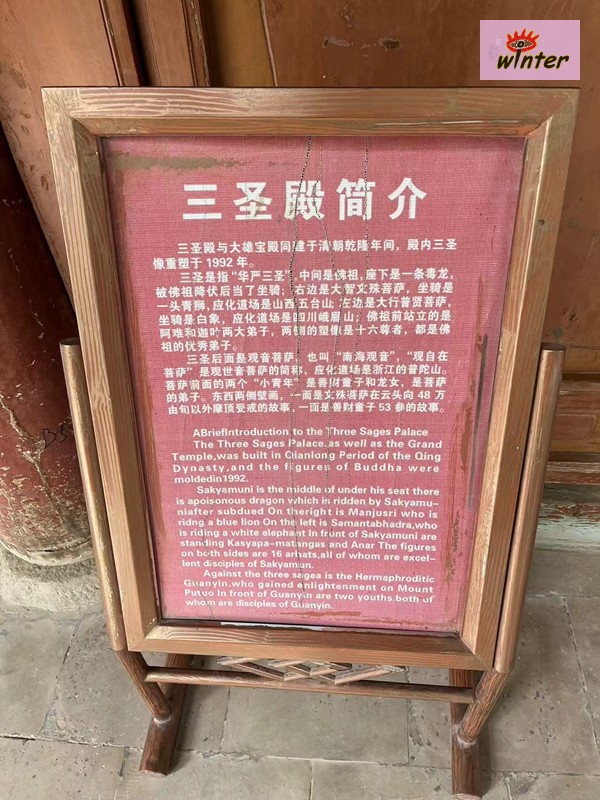 winter
三圣殿简介
三圣殿与大雄宝殿同建于清朝乾隆年间，殿内三圣
像重塑于1992年。
三圣是指“华严三圣”，中间是佛祖，座下是一条毒龙，
被佛祖降伏后当了坐骑；右边是大智文殊菩萨，坐骑是
一头青狮，应化道场是山西五台山；左边是大行普贤菩萨，
坐骑是白象，应化道场是四川峨眉山；佛祖前站立的是
阿难和迦叶两大弟子，两侧的塑像是十六尊者，都是佛
祖的优秀弟子。
三圣后面是观音菩萨，也叫“南海观音”，“观自在
菩萨”是观世音菩萨的简称，应化道场是浙江的普陀山。
菩萨前面的两个“小青年”是善财童子和龙女，是菩萨
的弟子。东西两侧壁画，一面是文殊菩萨在云头向48万
由旬以外摩顶受戒的故事，一面是善财童子53参的故事。
ABriefIntroduction to the Three Sages Palace
The Three Sages Palace.as well as the Grand
Temple,was built in Qianlong Period of the Qing
Dynasty,and the figures of Buddha were
moldedin1992.
Sakyamuni is the middle of under his seat there
is apoisonous dragon which is ridden by Sakyamu-
niafter subdued On theright is Manjusri who is
ridng a blue lion On the left is Samantabhadra,who
is riding a white elephant In front of Sakyamuni are
standing Kasyapa-matangas and Anar The figures
on both sides are 16 arhats,all of whom are excel-
lent disciples of Sakyamun.
Against the three sagea is the Hermaphroditic
Guanyin.who gained enlightenment on Mount
Putuo In front of Guanyin are two youths.both of
whom are disciples of Guanyin.